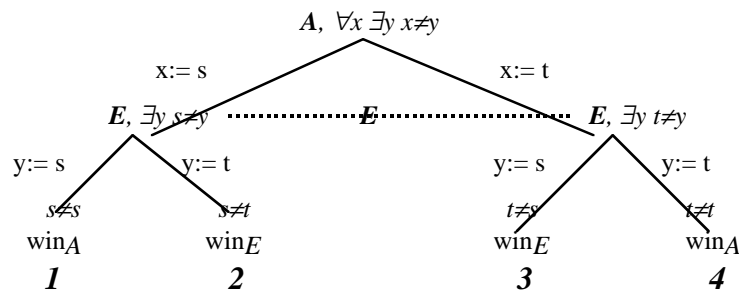 A, ∀x ∃y x≠y
x:= s x:= t
E, ∃y s≠y E E, ∃y t≠y
y:= s y:= t y:= s y:= t
s≠s s≠t t≠s t≠t
winA winE winE winA
1 2 3 4